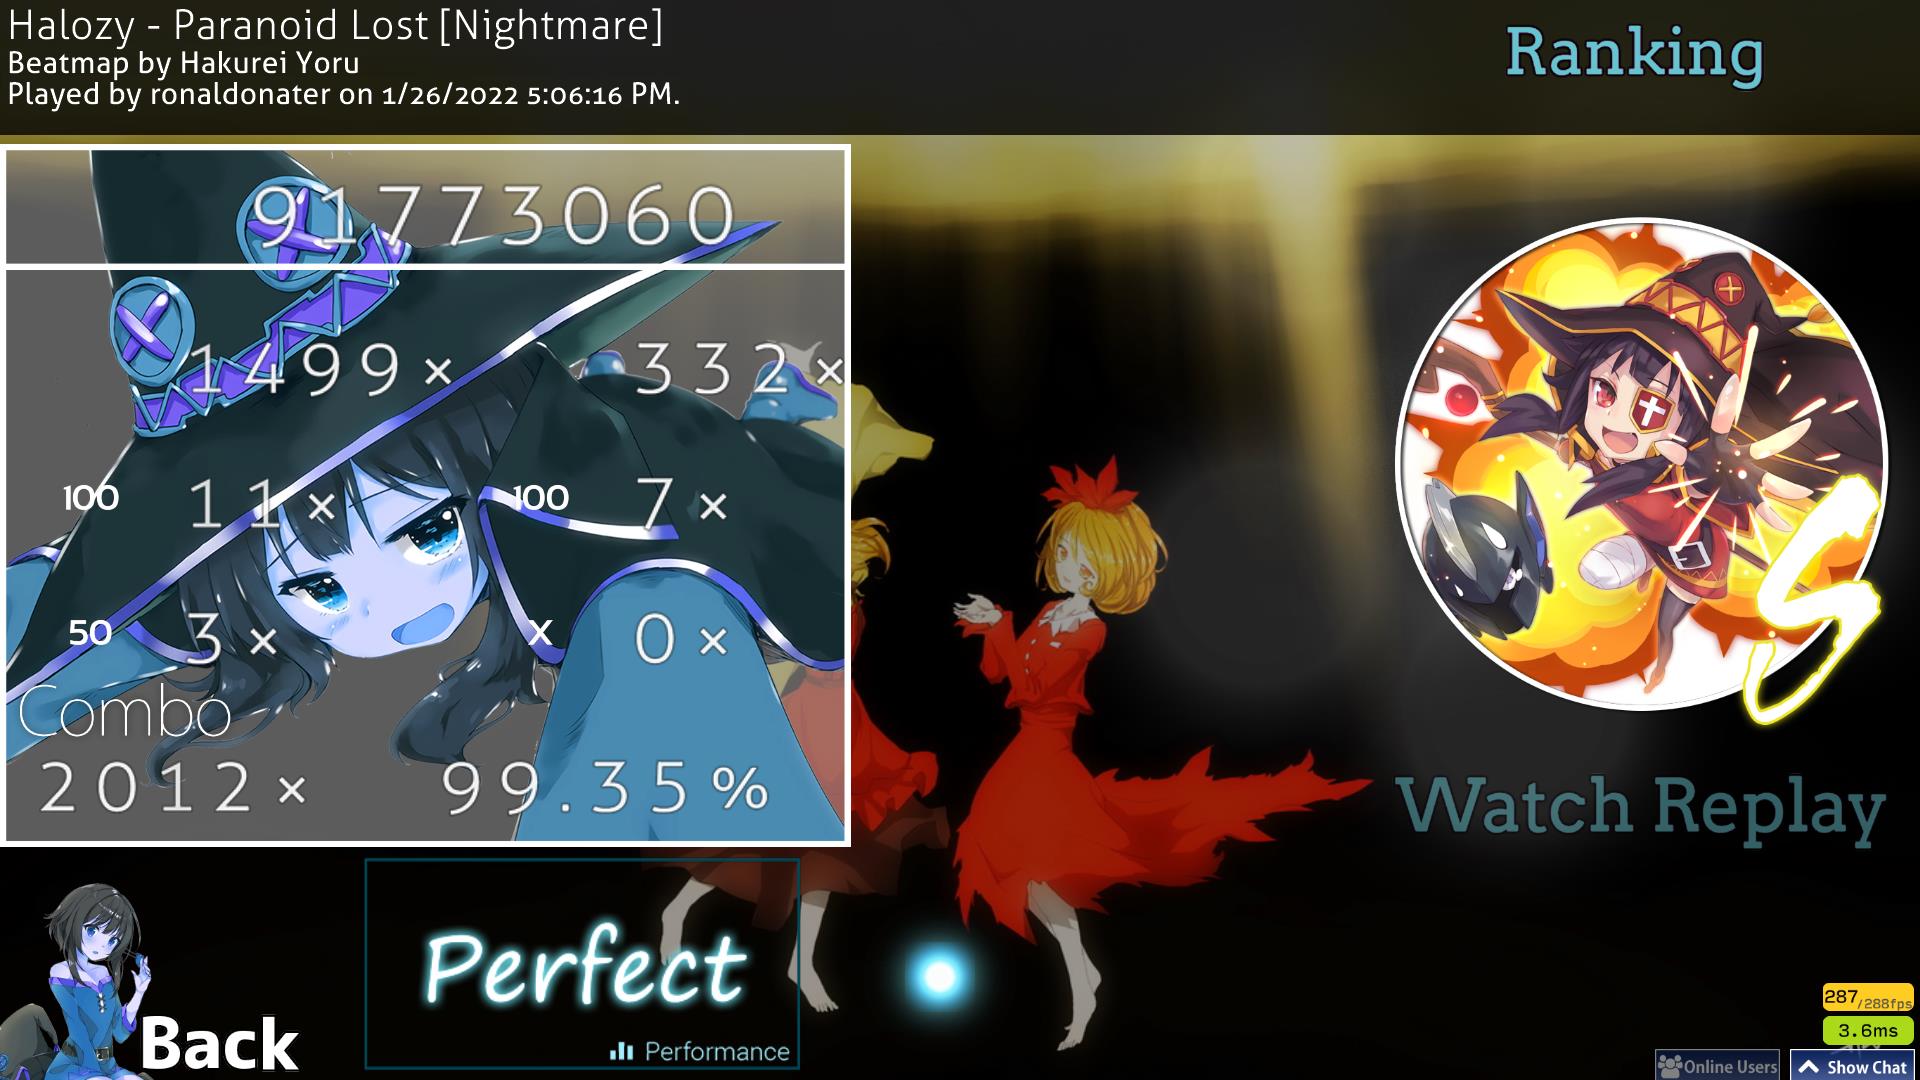 Halozy - Paranoid Lost [Nightmare]
Beatmap by Hakurei Yoru
Played by ronaldonater on 1/26/2022 5:06:16 PM.
Ranking
91773060
1499× 332×
100 11× 100 7×
50 3× X 0×
Combo
2012× 99.35%
S
Watch Replay
Perfect
Performance
Back
287/288fps
3.6ms
Online Users
Show Chat